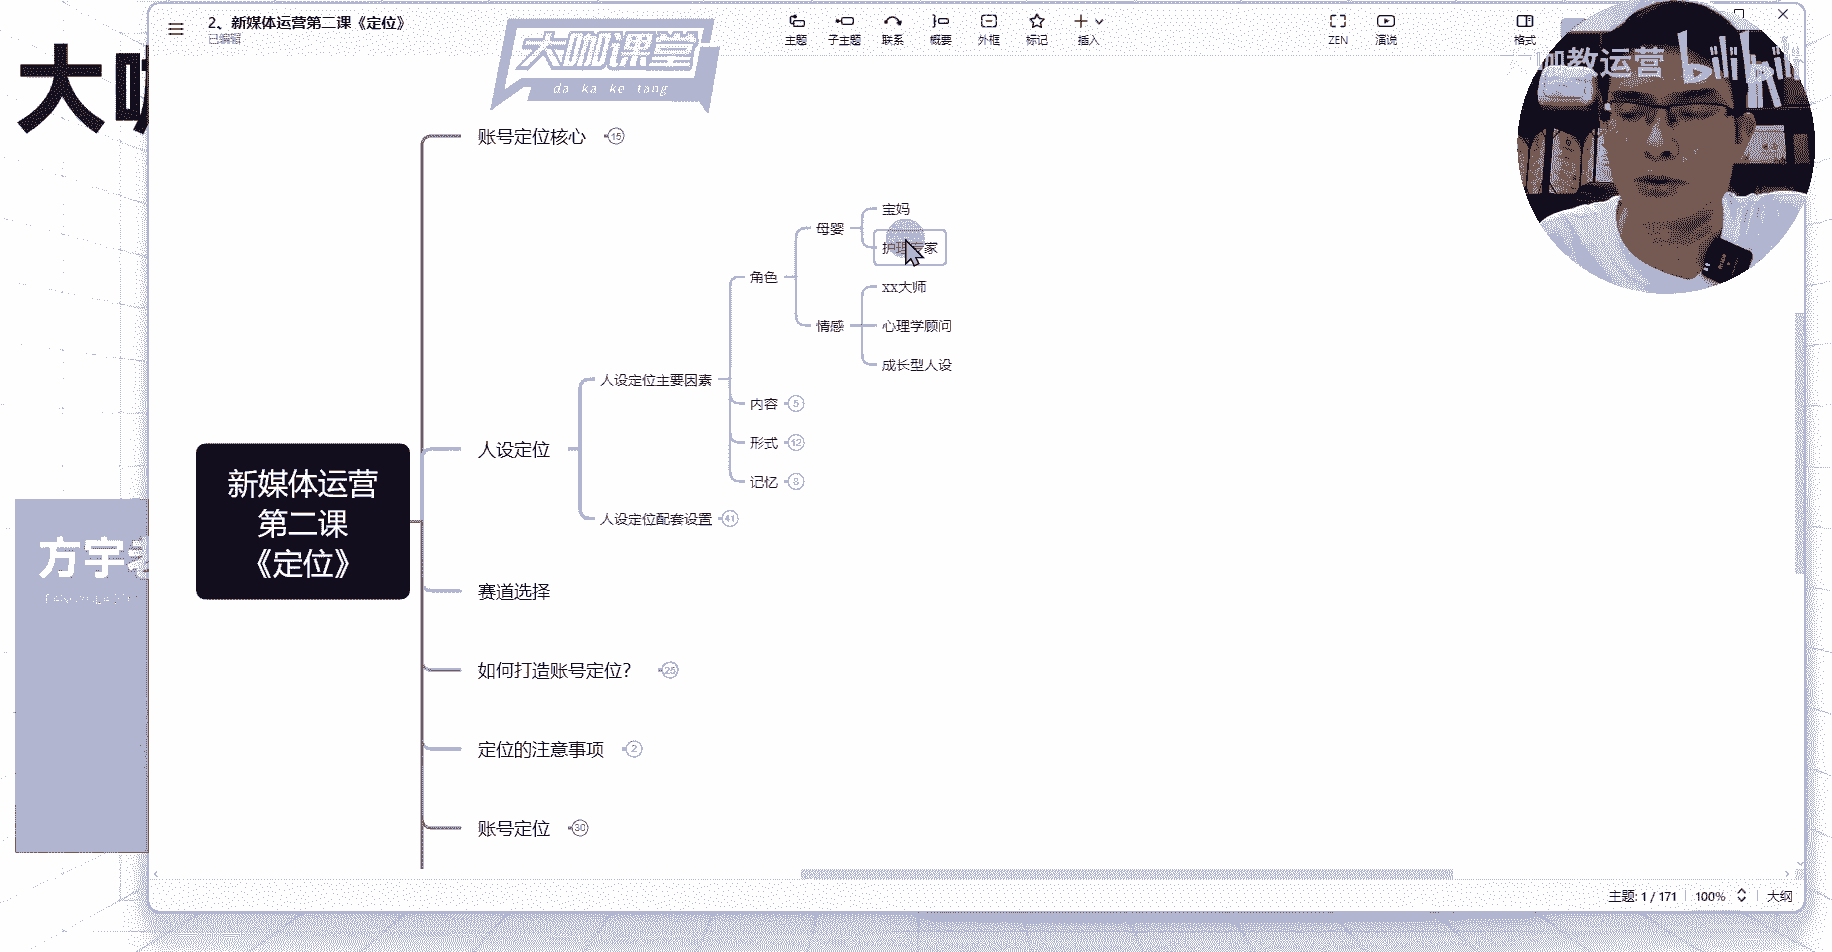 2、新媒体运营第二课《定位》
已编辑
主题
子主题
联系
概要
外框
标记
插入
ZEN
演说
格式
大咖课堂
da ka ke tang
咖教运营
bilibili
大
方宇
账号定位核心 15
宝妈
母婴
护理专家
角色
xx大师
情感
心理学顾问
成长型人设
人设定位主要因素
内容 5
形式 12
人设定位
记忆 8
人设定位配套设置 41
新媒体运营
第二课
《定位》
赛道选择
如何打造账号定位? 25
定位的注意事项 2
账号定位 30
主题: 1 / 171
100%
大纲